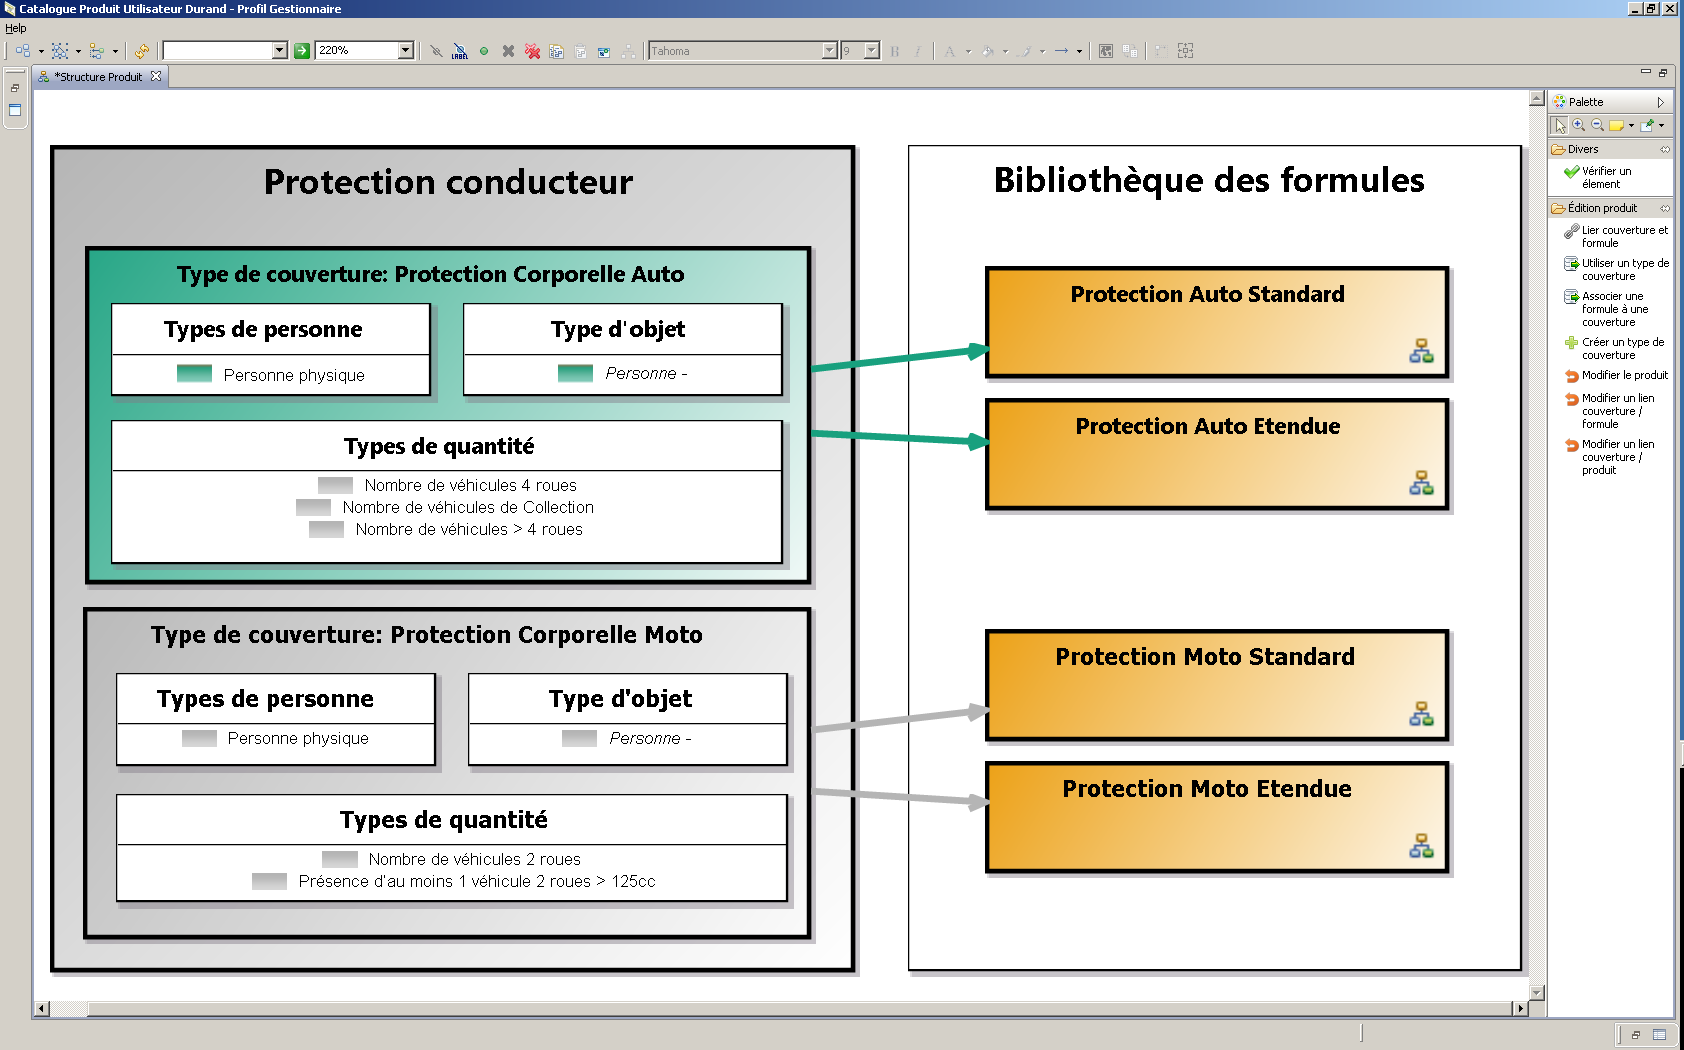 Catalogue Produit Utilisateur Durand - Profil Gestionnaire
Help
220%
LABEL
Tahoma
9
B
I
A
*Structure Produit
Protection conducteur
Type de couverture: Protection Corporelle Auto
Types de personne
Personne physique
Type d'objet
Personne -
Types de quantité
Nombre de véhicules 4 roues
Nombre de véhicules de Collection
Nombre de véhicules > 4 roues
Type de couverture: Protection Corporelle Moto
Types de personne
Personne physique
Type d'objet
Personne -
Types de quantité
Nombre de véhicules 2 roues
Présence d'au moins 1 véhicule 2 roues > 125cc
Bibliothèque des formules
Protection Auto Standard
Protection Auto Etendue
Protection Moto Standard
Protection Moto Etendue
Palette
Divers
Vérifier un
élement
Édition produit
Lier couverture et
formule
Utiliser un type de
couverture
Associer une
formule à une
couverture
Créer un type de
couverture
Modifier le produit
Modifier un lien
couverture /
formule
Modifier un lien
couverture /
produit